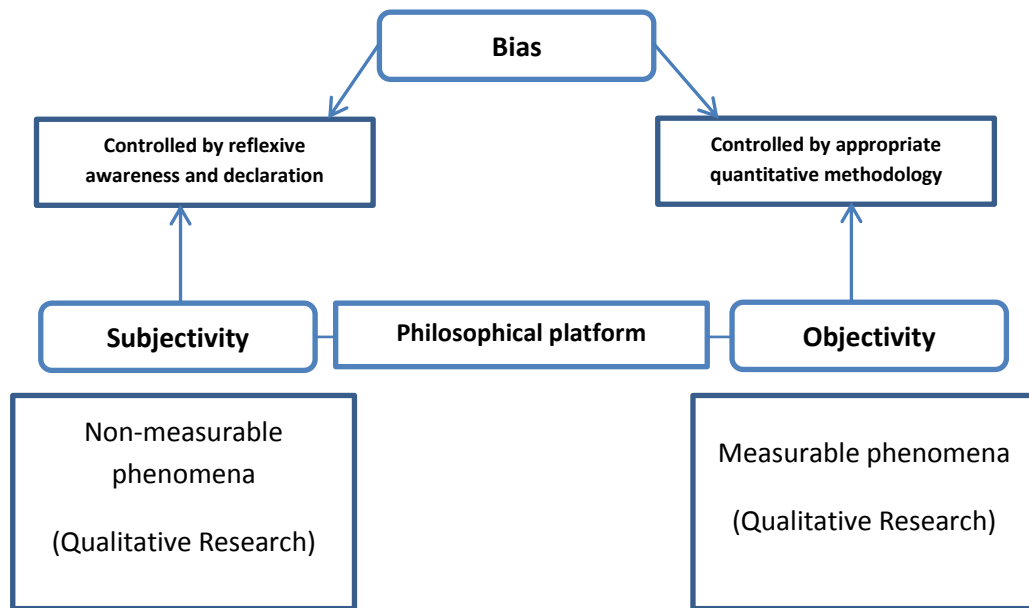 Bias
Controlled by reflexive
awareness and declaration
Controlled by appropriate
quantitative methodology
Subjectivity
Philosophical platform
Objectivity
Non-measurable
phenomena
(Qualitative Research)
Measurable phenomena
(Qualitative Research)